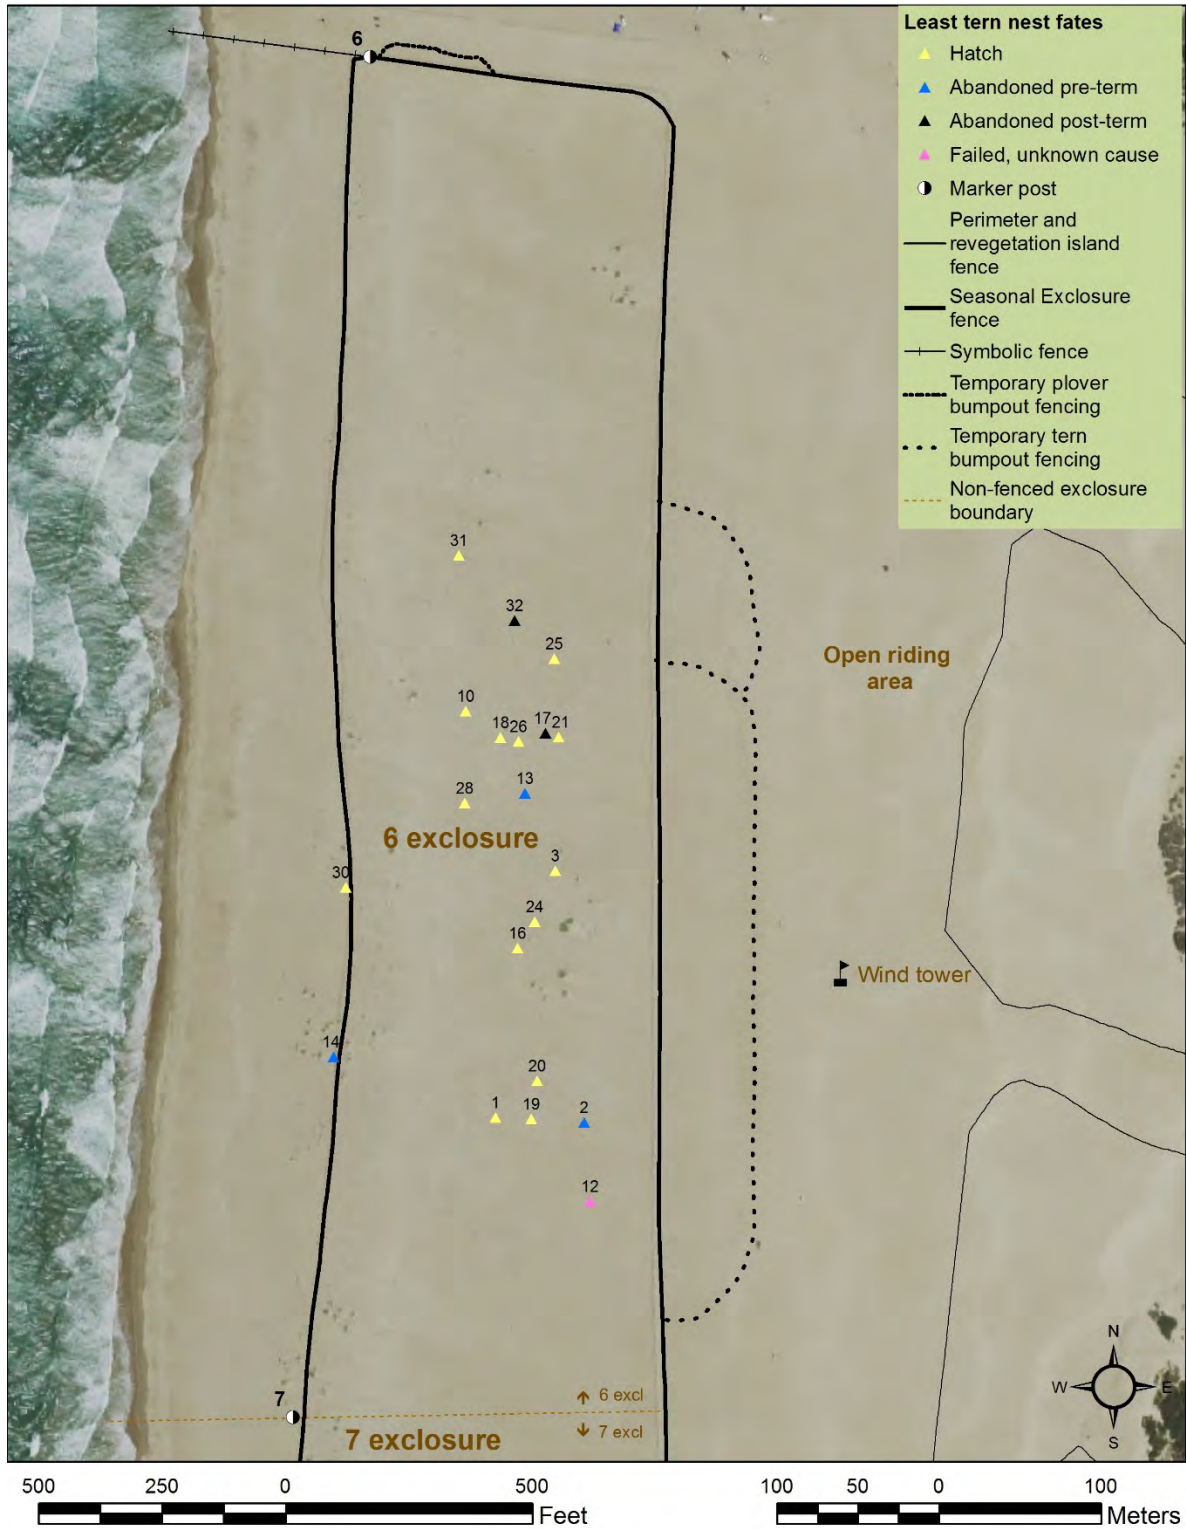 6
Least tern nest fates
Hatch
Abandoned pre-term
Abandoned post-term
Failed, unknown cause
Marker post
Perimeter and
revegetation island
fence
Seasonal Exclosure
fence
Symbolic fence
Temporary plover
bumpout fencing
Temporary tern
bumpout fencing
Non-fenced exclosure
boundary
31
32
25
Open riding
area
10
18
26
17
21
13
28
6 exclosure
3
30
24
16
Wind tower
14
20
1
19
2
12
N
W
E
S
7
6 excl
7 exclosure
7 excl
500 250 0 500
Feet
100 50 0 100
Meters